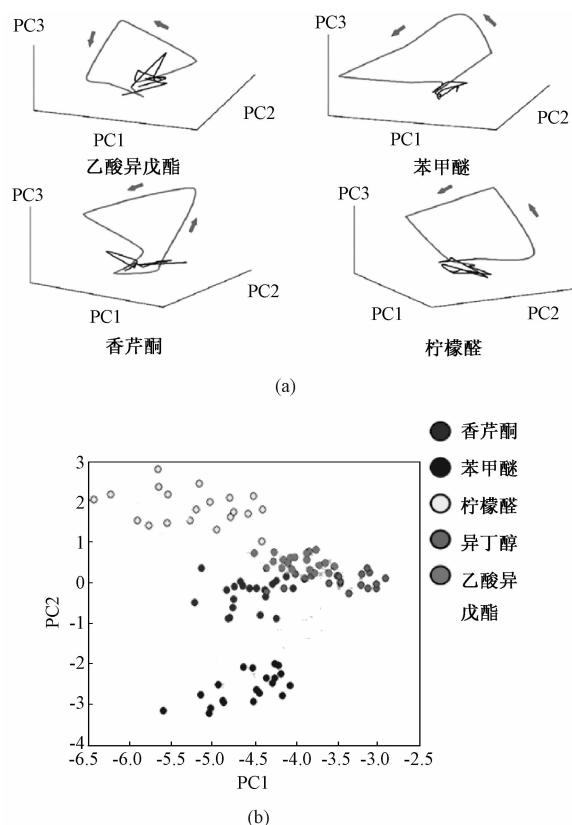 PC3
PC3
PC2
PC2
PC1
PC1
乙酸异戊酯
苯甲醚
PC3
PC3
PC2
PC1
PC1
PC2
香芹酮
柠檬醛
(a)
香芹酮
苯甲醚
柠檬醛
异丁醇
乙酸异
戊酯
3
2
1
0
-1
-2
-3
-4
PC2
-6.5 -6.0 -5.5 -5.0 -4.5 -4.0 -3.5 -3.0 -2.5
PC1
(b)